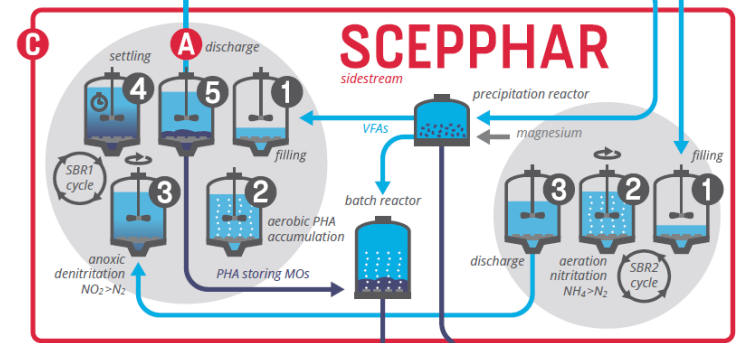 C
A
SCEPPHAR
sidestream
settling
discharge
4
5
1
filling
SBR1
cycle
3
2
aerobic PHA
accumulation
anoxic
denitritation
NO₂>N₂
PHA storing MOs
VFAs
precipitation reactor
magnesium
batch reactor
filling
3
2
1
discharge
aeration
nitritation
NH₄>N₂
SBR2
cycle